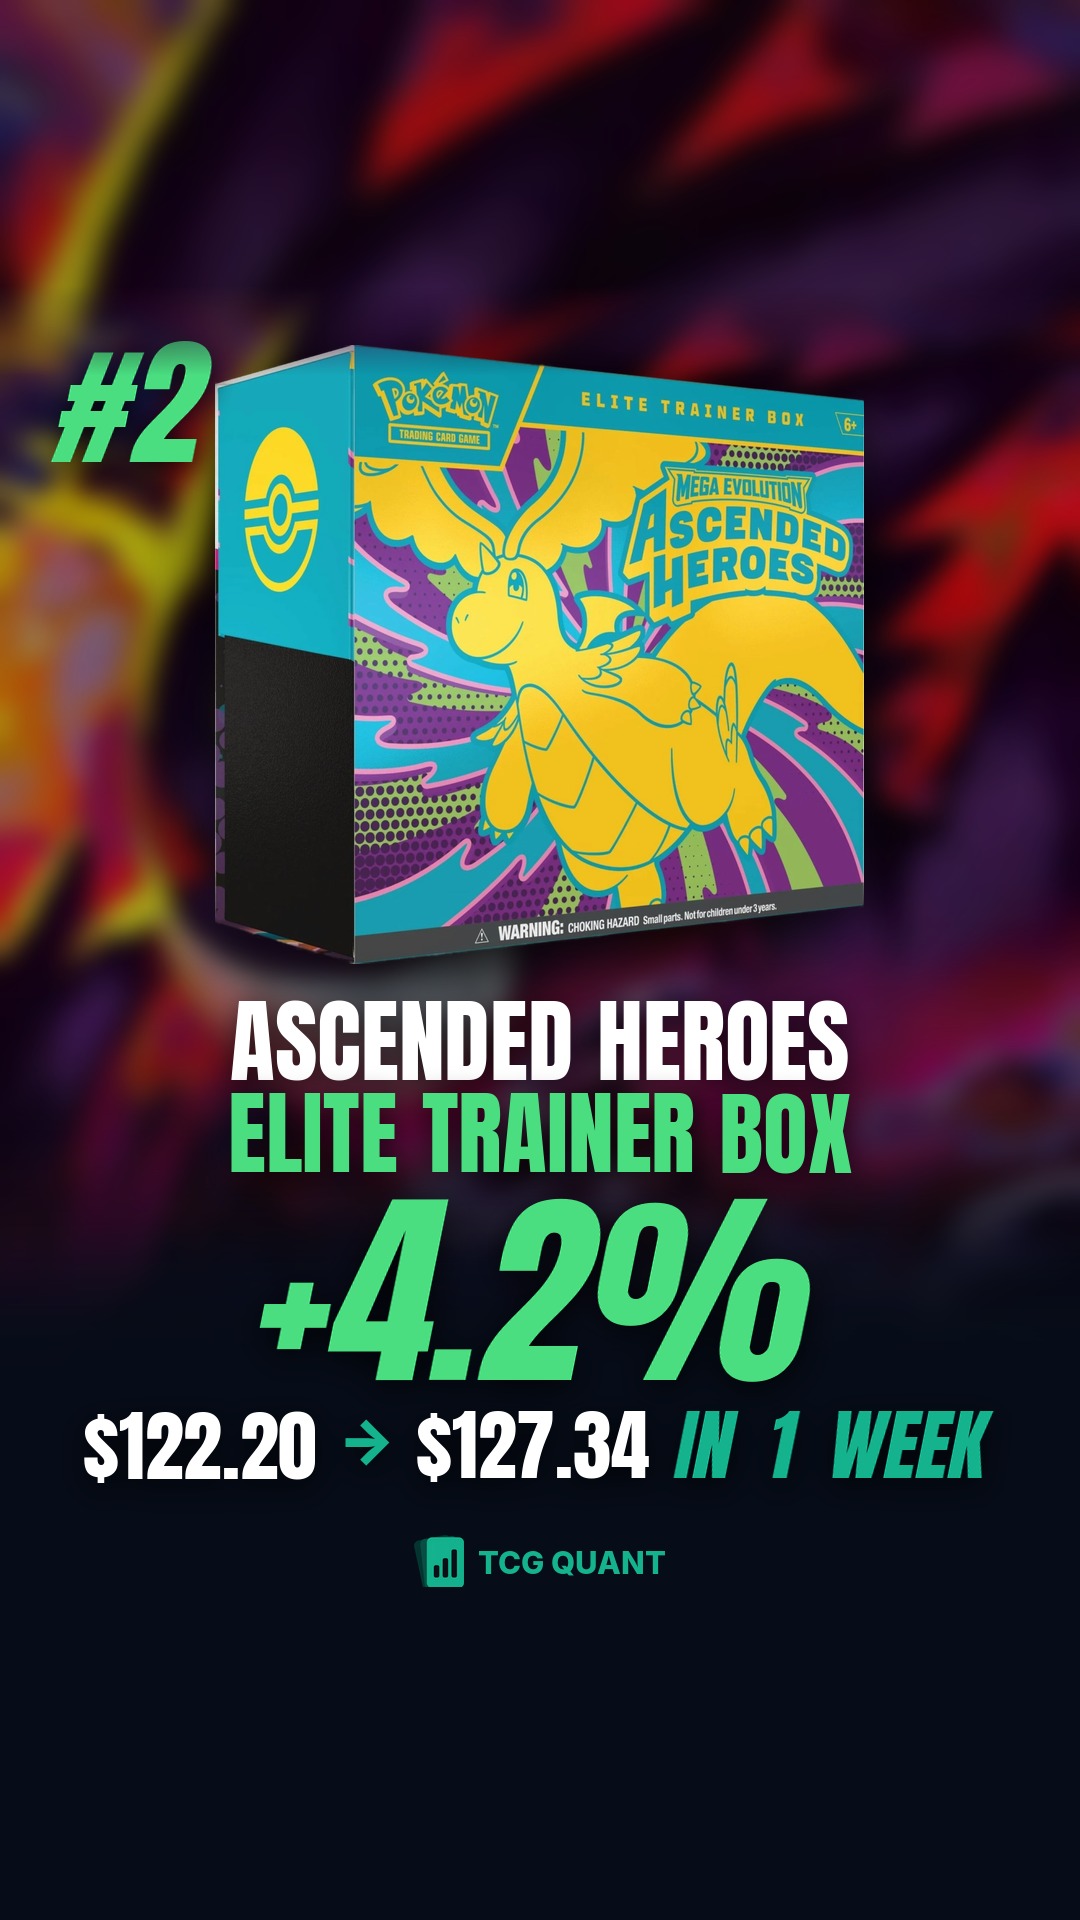 #2
POKéMON
TRADING CARD GAME
ELITE TRAINER BOX
6+
MEGA EVOLUTION
ASCENDED
HEROES
WARNING: CHOKING HAZARD Small parts. Not for children under 3 years.
ASCENDED HEROES
ELITE TRAINER BOX
+4.2%
$122.20 → $127.34 IN 1 WEEK
TCG QUANT